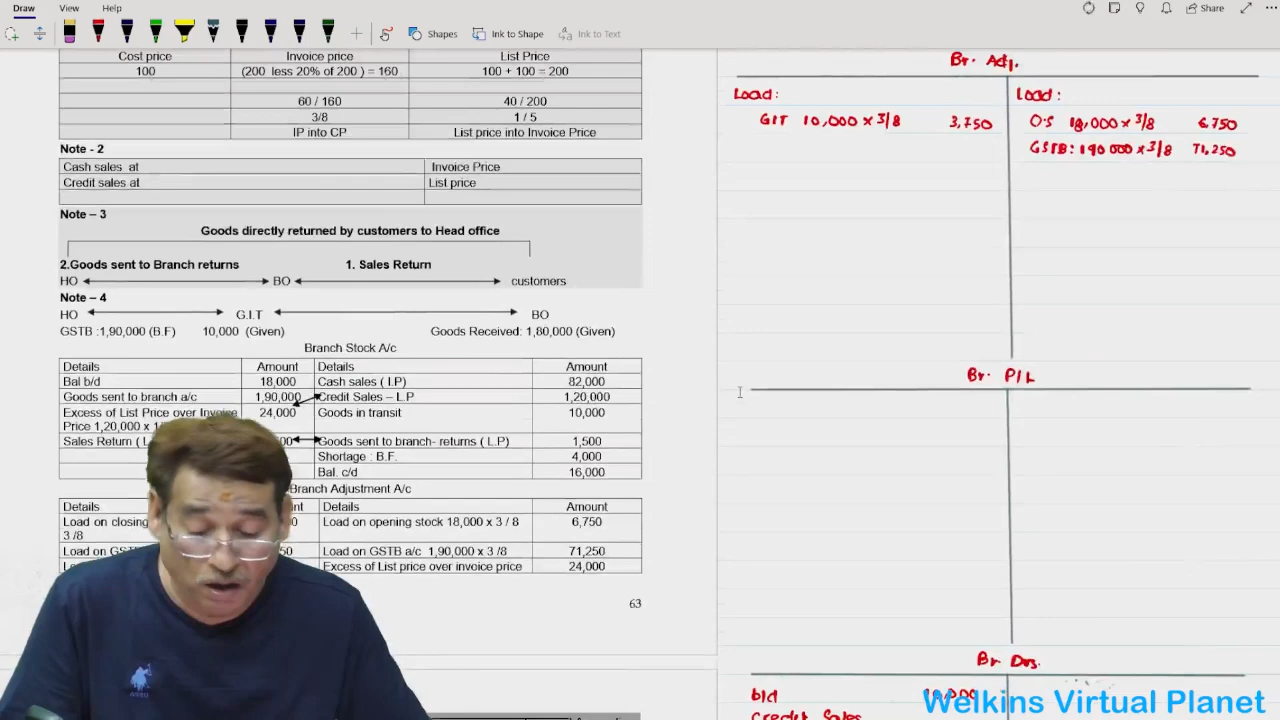 Draw View Help
Share
Shapes Ink to Shape Ink to Text
Cost price Invoice price List Price
100 (200 less 20% of 200 ) = 160 100 + 100 = 200
60 / 160 40 / 200
3/8 1 / 5
IP into CP List price into Invoice Price
Note - 2
Cash sales at Invoice Price
Credit sales at List price
Note – 3
Goods directly returned by customers to Head office
2.Goods sent to Branch returns 1. Sales Return
HO BO customers
Note – 4
HO G.I.T BO
GSTB :1,90,000 (B.F) 10,000 (Given) Goods Received: 1,80,000 (Given)
Branch Stock A/c
Details Amount Details Amount
Bal b/d 18,000 Cash sales ( I.P) 82,000
Goods sent to branch a/c 1,90,000 Credit Sales – L.P 1,20,000
Excess of List Price over Invoice 24,000 Goods in transit 10,000
Price 1,20,000 x
Sales Return ( Goods sent to branch- returns ( L.P) 1,500
Shortage : B.F. 4,000
Bal. c/d 16,000
Branch Adjustment A/c
Details Details Amount
Load on closing Load on opening stock 18,000 x 3 / 8 6,750
3 /8
Load on GSTB a/c 1,90,000 x 3 /8 71,250
Excess of List price over invoice price 24,000
63
Br. Adj.
Load: Load:
GIT 10,000 x 3/8 3,750 O.S 18,000 x 3/8 6,750
GSTB: 190 000 x 3/8 71,250
Br. P/L
Br Drs.
b/d
Credit Sales
Welkins Virtual Planet